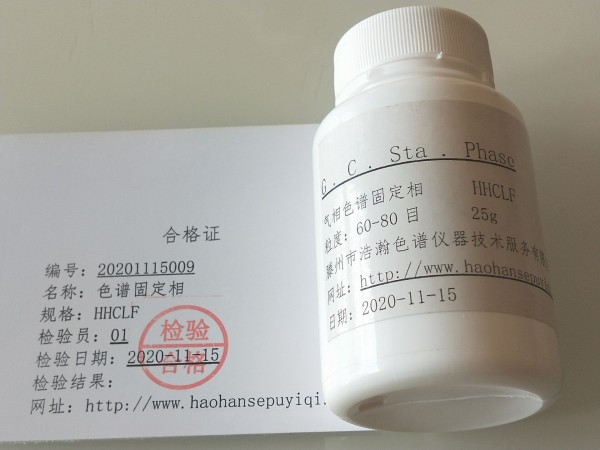 合格证
编号：20201115009
名称：色谱固定相
规格：HHCLF
检验员：01
检验日期：2020-11-15
检验结果：
网址：http://www.haohansepuyiqi.
检验
合格
G.C.Sta.Phase
气相色谱固定相 HHCLF
粒度：60-80 目 25g
滕州市浩瀚色谱仪器技术服务有限
网址：http://www.haohansepuyi
日期：2020-11-15